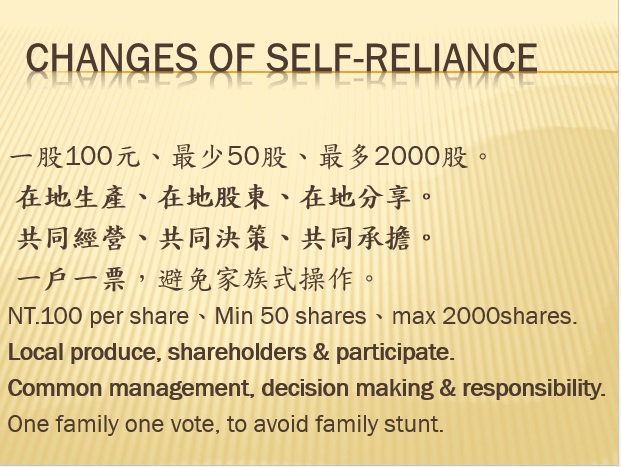 CHANGES OF SELF-RELIANCE
一股100元、最少50股、最多2000股。
在地生產、在地股東、在地分享。
共同經營、共同決策、共同承擔。
一戶一票，避免家族式操作。
NT.100 per share、Min 50 shares、max 2000shares.
Local produce, shareholders & participate.
Common management, decision making & responsibility.
One family one vote, to avoid family stunt.